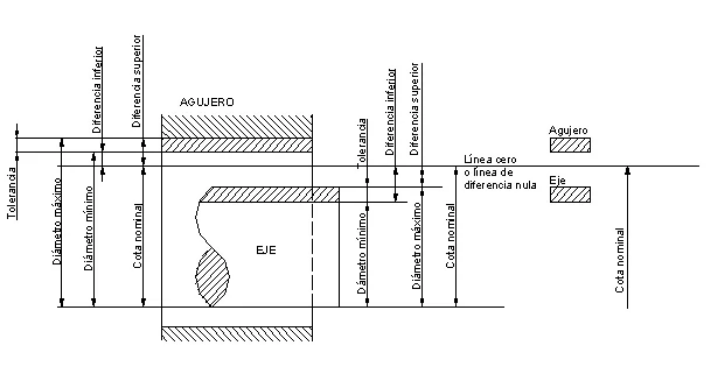 AGUJERO
Diferencia inferior
Diferencia superior
Tolerancia
Diámetro máximo
Diámetro mínimo
Cota nominal
EJE
Tolerancia
Diferencia inferior
Diferencia superior
Diámetro mínimo
Diámetro máximo
Cota nominal
Línea cero
o línea de
diferencia nula
Agujero
Eje
Cota nominal